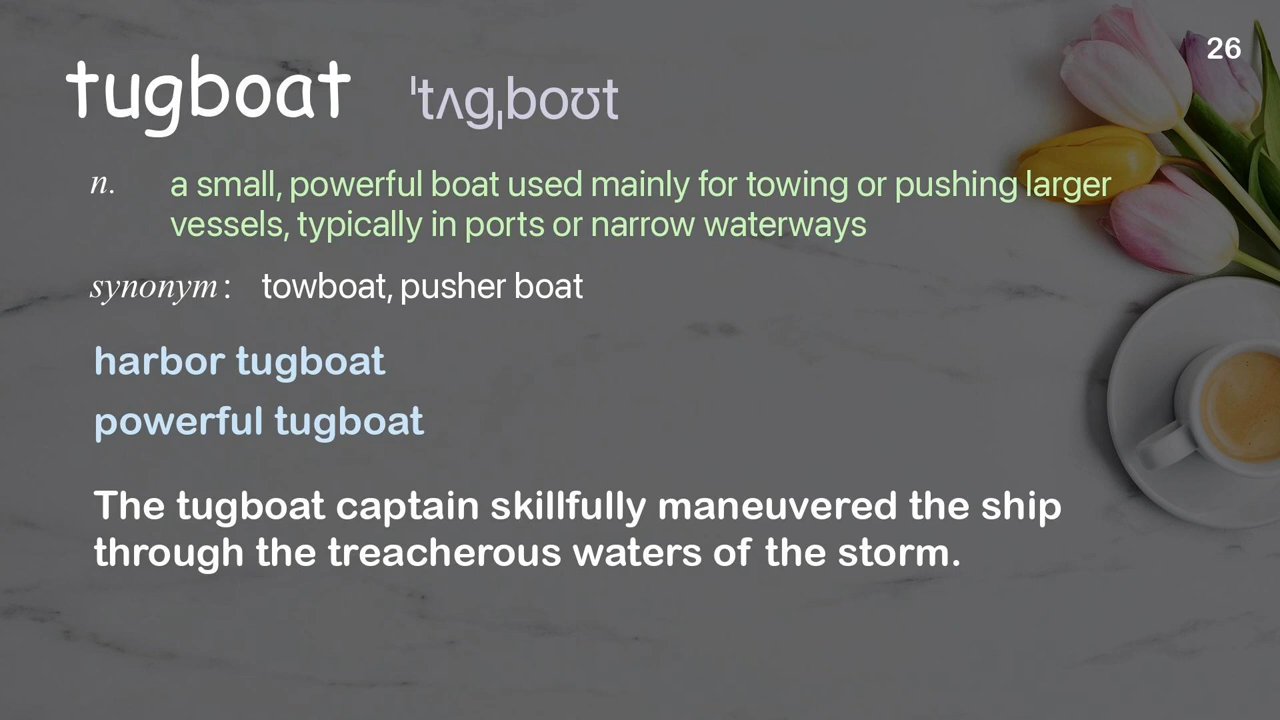 26
tugboat ˈtʌgˌboʊt
n. a small, powerful boat used mainly for towing or pushing larger
vessels, typically in ports or narrow waterways
synonym : towboat, pusher boat
harbor tugboat
powerful tugboat
The tugboat captain skillfully maneuvered the ship
through the treacherous waters of the storm.